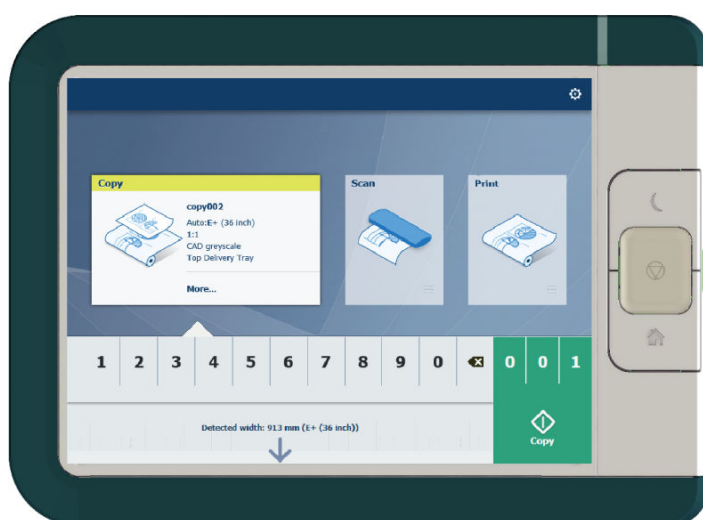 Copy
copy002
Auto:E+ (36 inch)
1:1
CAD greyscale
Top Delivery Tray
More...
Scan
Print
1 2 3 4 5 6 7 8 9 0 0 0 1
Detected width: 913 mm (E+ (36 inch))
Copy